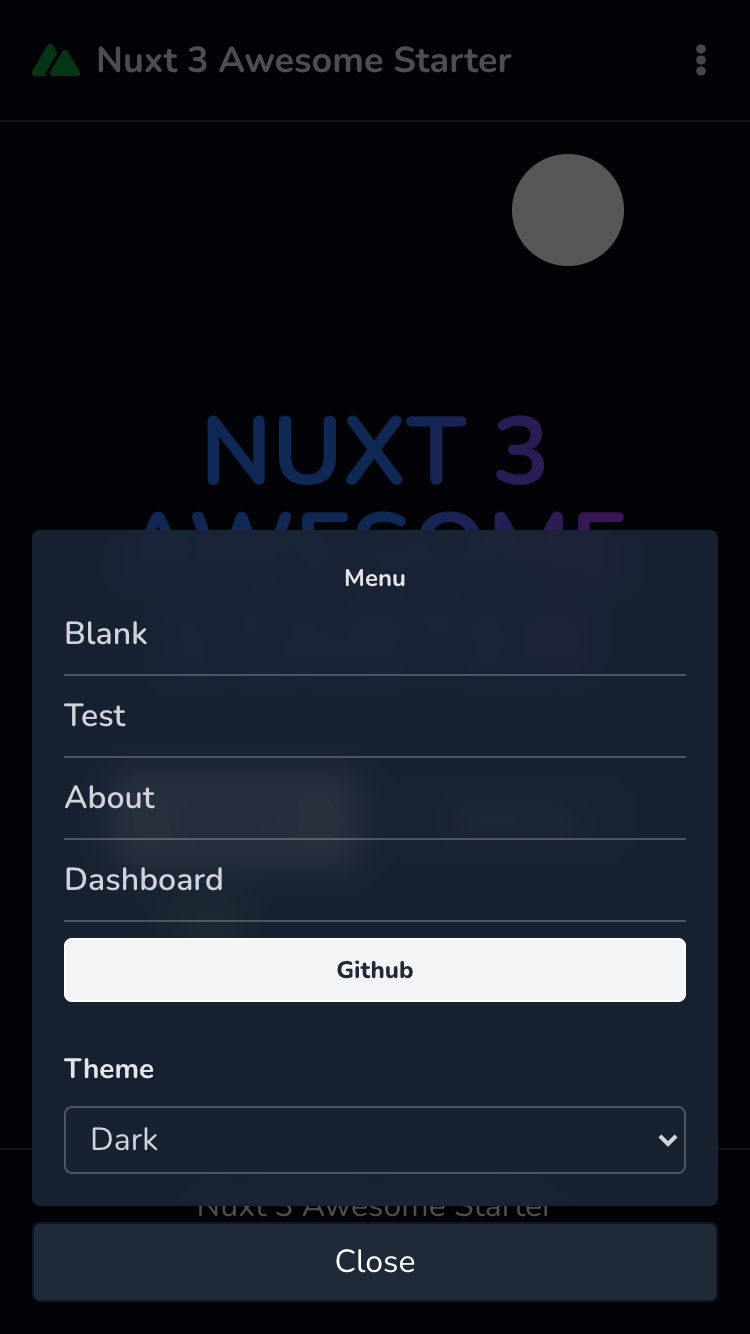 Nuxt 3 Awesome Starter
NUXT 3
AWESOME
Menu
Blank
Test
About
Dashboard
Github
Theme
Dark
Nuxt 3 Awesome Starter
Close